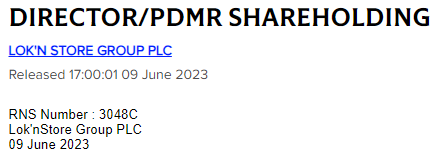 DIRECTOR/PDMR SHAREHOLDING
LOK'N STORE GROUP PLC
Released 17:00:01 09 June 2023
RNS Number : 3048C
Lok'nStore Group PLC
09 June 2023